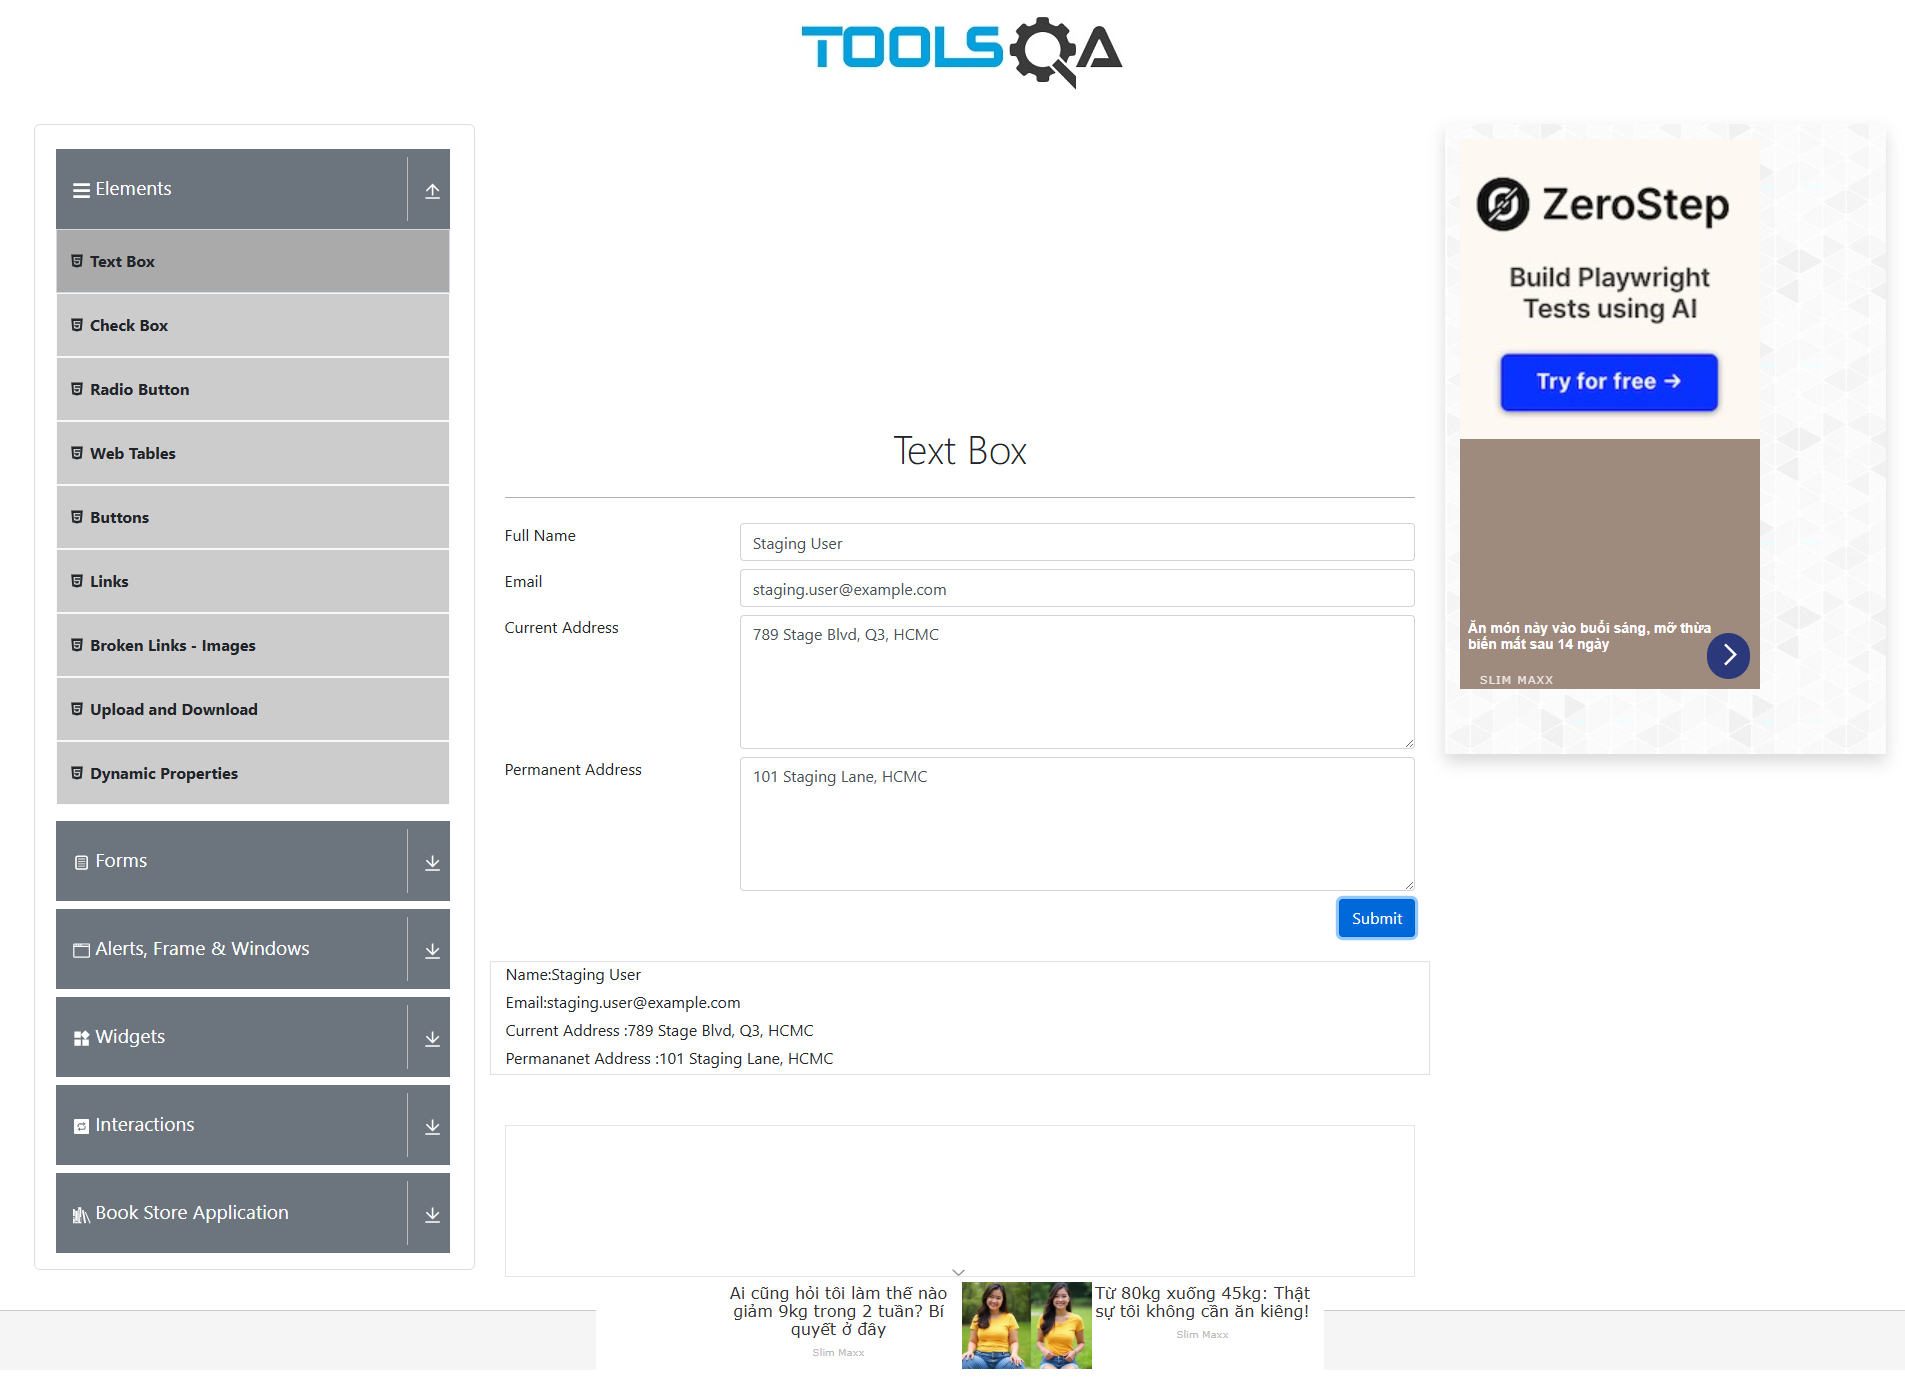 TOOLSQA
Elements
Text Box
Check Box
Radio Button
Web Tables
Buttons
Links
Broken Links - Images
Upload and Download
Dynamic Properties
Forms
Alerts, Frame & Windows
Widgets
Interactions
Book Store Application
Text Box
Full Name
Staging User
Email
staging.user@example.com
Current Address
789 Stage Blvd, Q3, HCMC
Permanent Address
101 Staging Lane, HCMC
Submit
Name:Staging User
Email:staging.user@example.com
Current Address :789 Stage Blvd, Q3, HCMC
Permananet Address :101 Staging Lane, HCMC
ZeroStep
Build Playwright
Tests using AI
Try for free →
Ăn món này vào buổi sáng, mỡ thừa
biến mất sau 14 ngày
SLIM MAXX
Ai cũng hỏi tôi làm thế nào
giảm 9kg trong 2 tuần? Bí
quyết ở đây
Slim Maxx
Từ 80kg xuống 45kg: Thật
sự tôi không cần ăn kiêng!
Slim Maxx